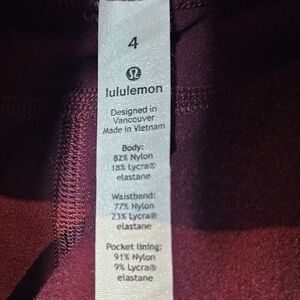 4
lululemon
Designed in
Vancouver
Made in Vietnam
Body:
82% Nylon
18% Lycra®
elastane
Waistband:
77% Nylon
23% Lycra®
elastane
Pocket lining:
91% Nylon
9% Lycra®
elastane